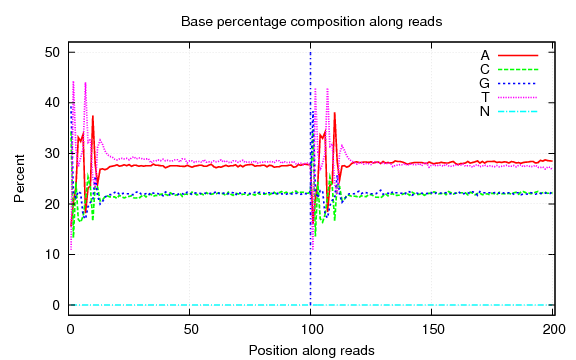 Base percentage composition along reads
50
40
30
20
10
0
Percent
A
C
G
T
N
0
50
100
150
200
Position along reads